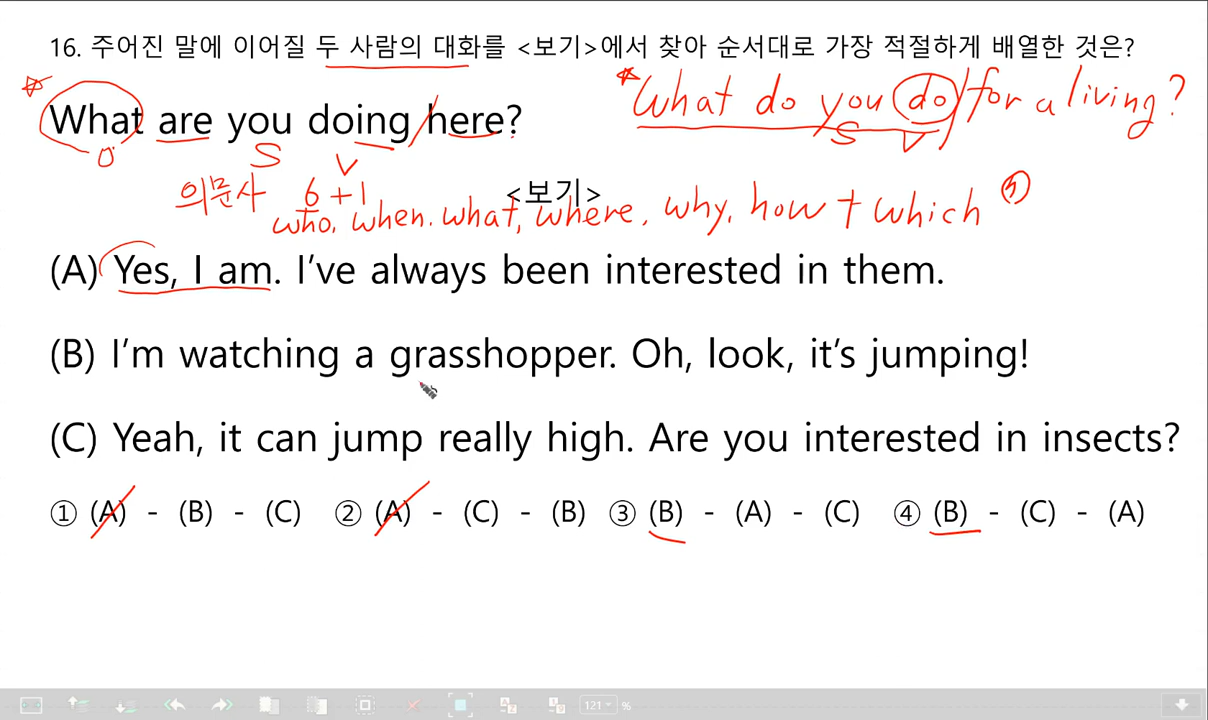 16. 주어진 말에 이어질 두 사람의 대화를 <보기>에서 찾아 순서대로 가장 적절하게 배열한 것은?
What are you doing / here?
What do you do / for a living?
O S V
S V
의문사 6+1
<보기>
who, when. what, where, why, how + which
(A) Yes, I am. I've always been interested in them.
(B) I'm watching a grasshopper. Oh, look, it's jumping!
(C) Yeah, it can jump really high. Are you interested in insects?
① (A) - (B) - (C) ② (A) - (C) - (B) ③ (B) - (A) - (C) ④ (B) - (C) - (A)
121 %